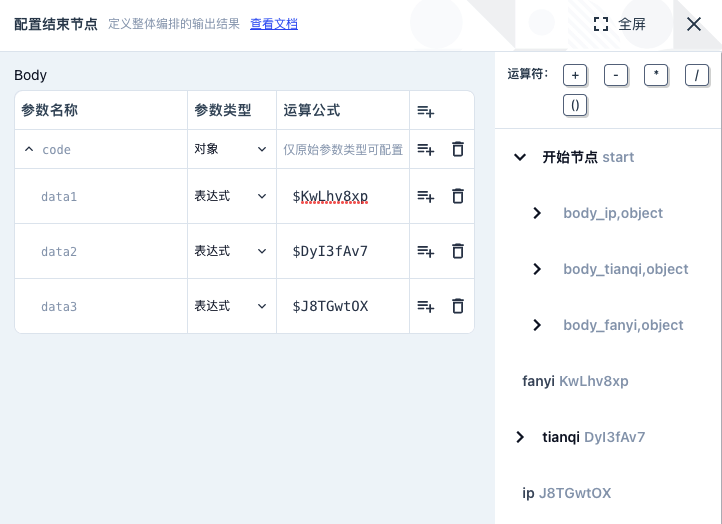 配置结束节点 定义整体编排的输出结果 查看文档 全屏
Body
参数名称 参数类型 运算公式
code 对象 仅原始参数类型可配置
data1 表达式 $KwLhv8xp
data2 表达式 $DyI3fAv7
data3 表达式 $J8TGwtOX
运算符： + - * /
()
开始节点 start
body_ip,object
body_tianqi,object
body_fanyi,object
fanyi KwLhv8xp
tianqi DyI3fAv7
ip J8TGwtOX